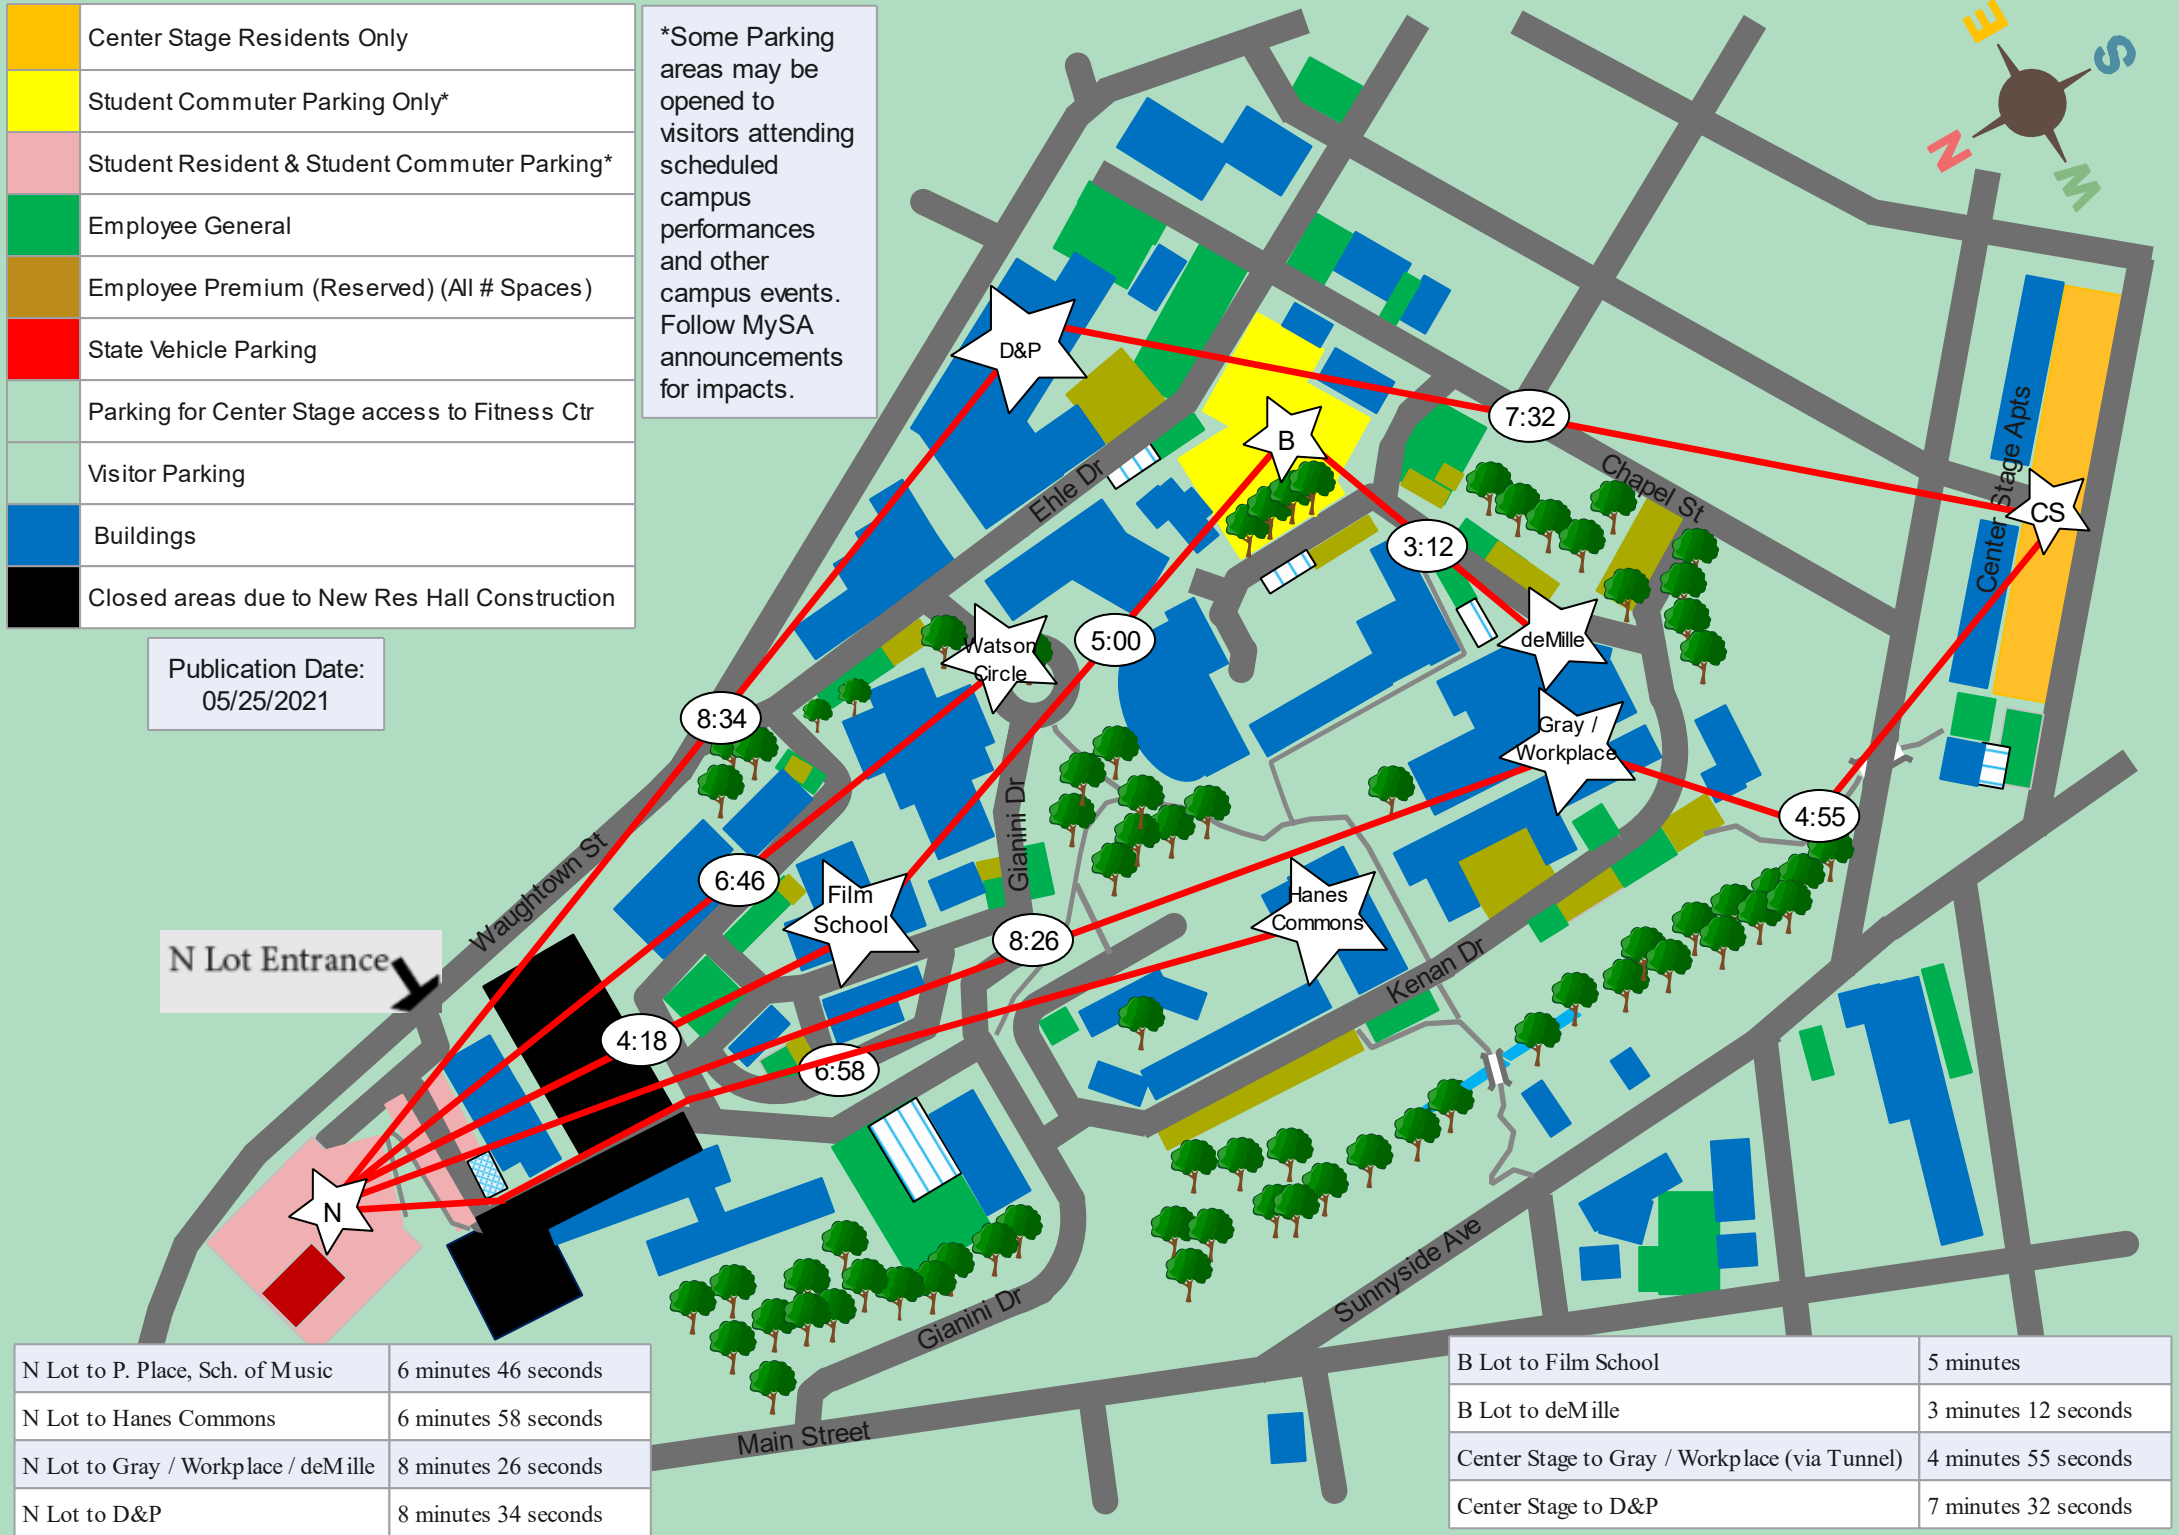 Center Stage Residents Only
Student Commuter Parking Only*
Student Resident & Student Commuter Parking*
Employee General
Employee Premium (Reserved) (All # Spaces)
State Vehicle Parking
Parking for Center Stage access to Fitness Ctr
Visitor Parking
Buildings
Closed areas due to New Res Hall Construction
*Some Parking
areas may be
opened to
visitors attending
scheduled
campus
performances
and other
campus events.
Follow MySA
announcements
for impacts.
Publication Date:
05/25/2021
E
S
N
W
D&P
B
7:32
Chapel St
Center Stage Apts
CS
Ehle Dr
3:12
5:00
Watson
Circle
deMille
8:34
Gray /
Workplace
4:55
Gianini Dr
6:46
Waughtown St
Film
School
Hanes
Commons
8:26
N Lot Entrance
Kenan Dr
4:18
6:58
N
Sunnyside Ave
Gianini Dr
Main Street
N Lot to P. Place, Sch. of Music
6 minutes 46 seconds
N Lot to Hanes Commons
6 minutes 58 seconds
N Lot to Gray / Workplace / deMille
8 minutes 26 seconds
N Lot to D&P
8 minutes 34 seconds
B Lot to Film School
5 minutes
B Lot to deMille
3 minutes 12 seconds
Center Stage to Gray / Workplace (via Tunnel)
4 minutes 55 seconds
Center Stage to D&P
7 minutes 32 seconds